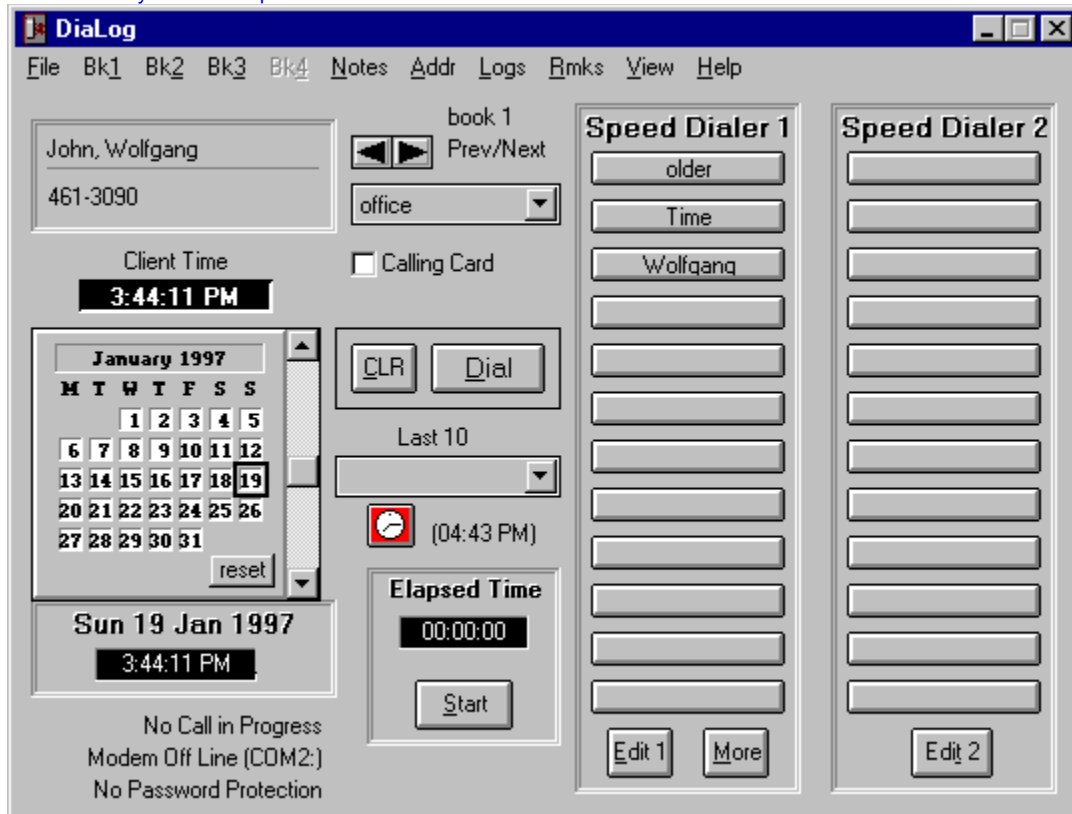 DiaLog
File Bk1 Bk2 Bk3 Bk4 Notes Addr Logs Rmks View Help
John, Wolfgang
461-3090
book 1
Prev/Next
office
Client Time
3:44:11 PM
Calling Card
January 1997
M T W T F S S
1 2 3 4 5
6 7 8 9 10 11 12
13 14 15 16 17 18 19
20 21 22 23 24 25 26
27 28 29 30 31
reset
Sun 19 Jan 1997
3:44:11 PM
No Call in Progress
Modem Off Line (COM2:)
No Password Protection
CLR Dial
Last 10
(04:43 PM)
Elapsed Time
00:00:00
Start
Speed Dialer 1
older
Time
Wolfgang
Edit 1 More
Speed Dialer 2
Edit 2